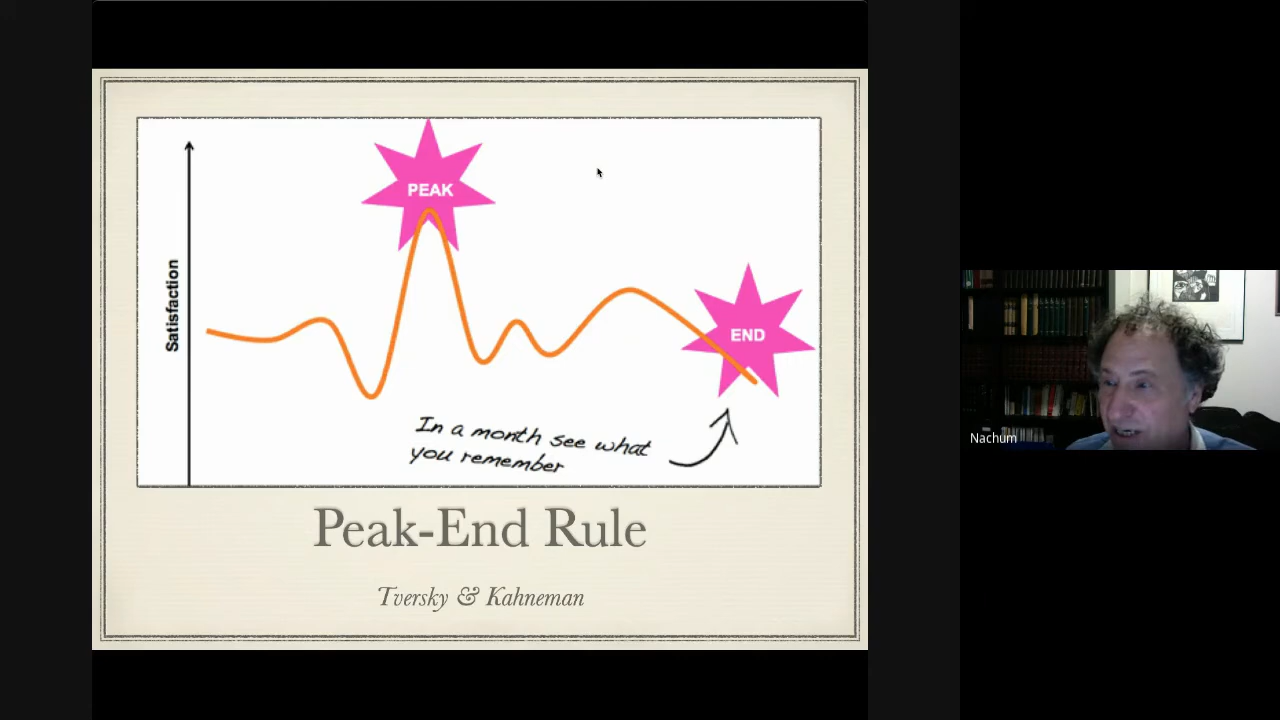 PEAK
Satisfaction
END
In a month see what
you remember
Peak-End Rule
Tversky & Kahneman
Nachum